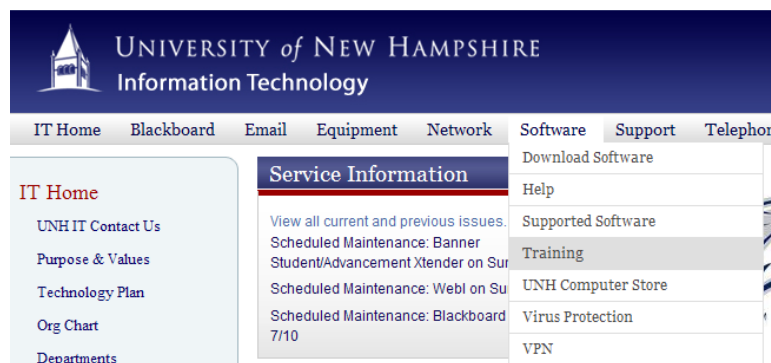 UNIVERSITY of NEW HAMPSHIRE
Information Technology
IT Home Blackboard Email Equipment Network Software Support
IT Home
UNH IT Contact Us
Purpose & Values
Technology Plan
Org Chart
Departments
Service Information
View all current and previous issues.
Scheduled Maintenance: Banner
Student/Advancement Xtender on
Scheduled Maintenance: WebI on
Scheduled Maintenance: Blackboard
7/10
Download Software
Help
Supported Software
Training
UNH Computer Store
Virus Protection
VPN